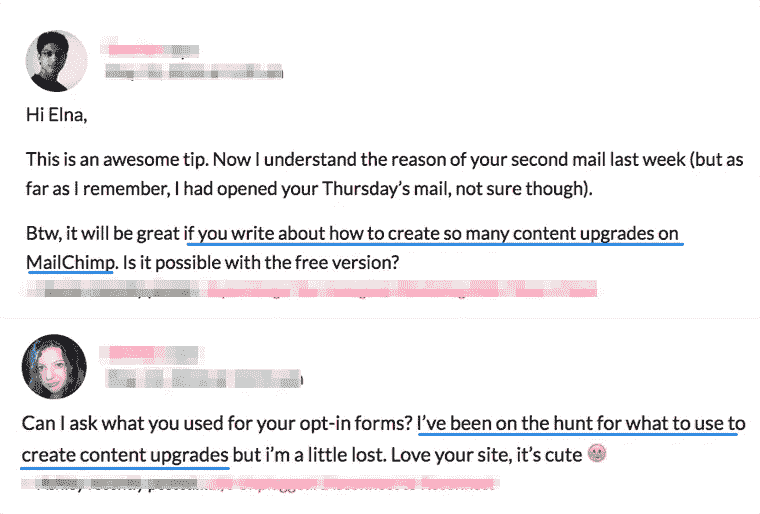 Hi Elna,
This is an awesome tip. Now I understand the reason of your second mail last week (but as
far as I remember, I had opened your Thursday's mail, not sure though).
Btw, it will be great if you write about how to create so many content upgrades on
MailChimp. Is it possible with the free version?
Can I ask what you used for your opt-in forms? I've been on the hunt for what to use to
create content upgrades but i'm a little lost. Love your site, it's cute